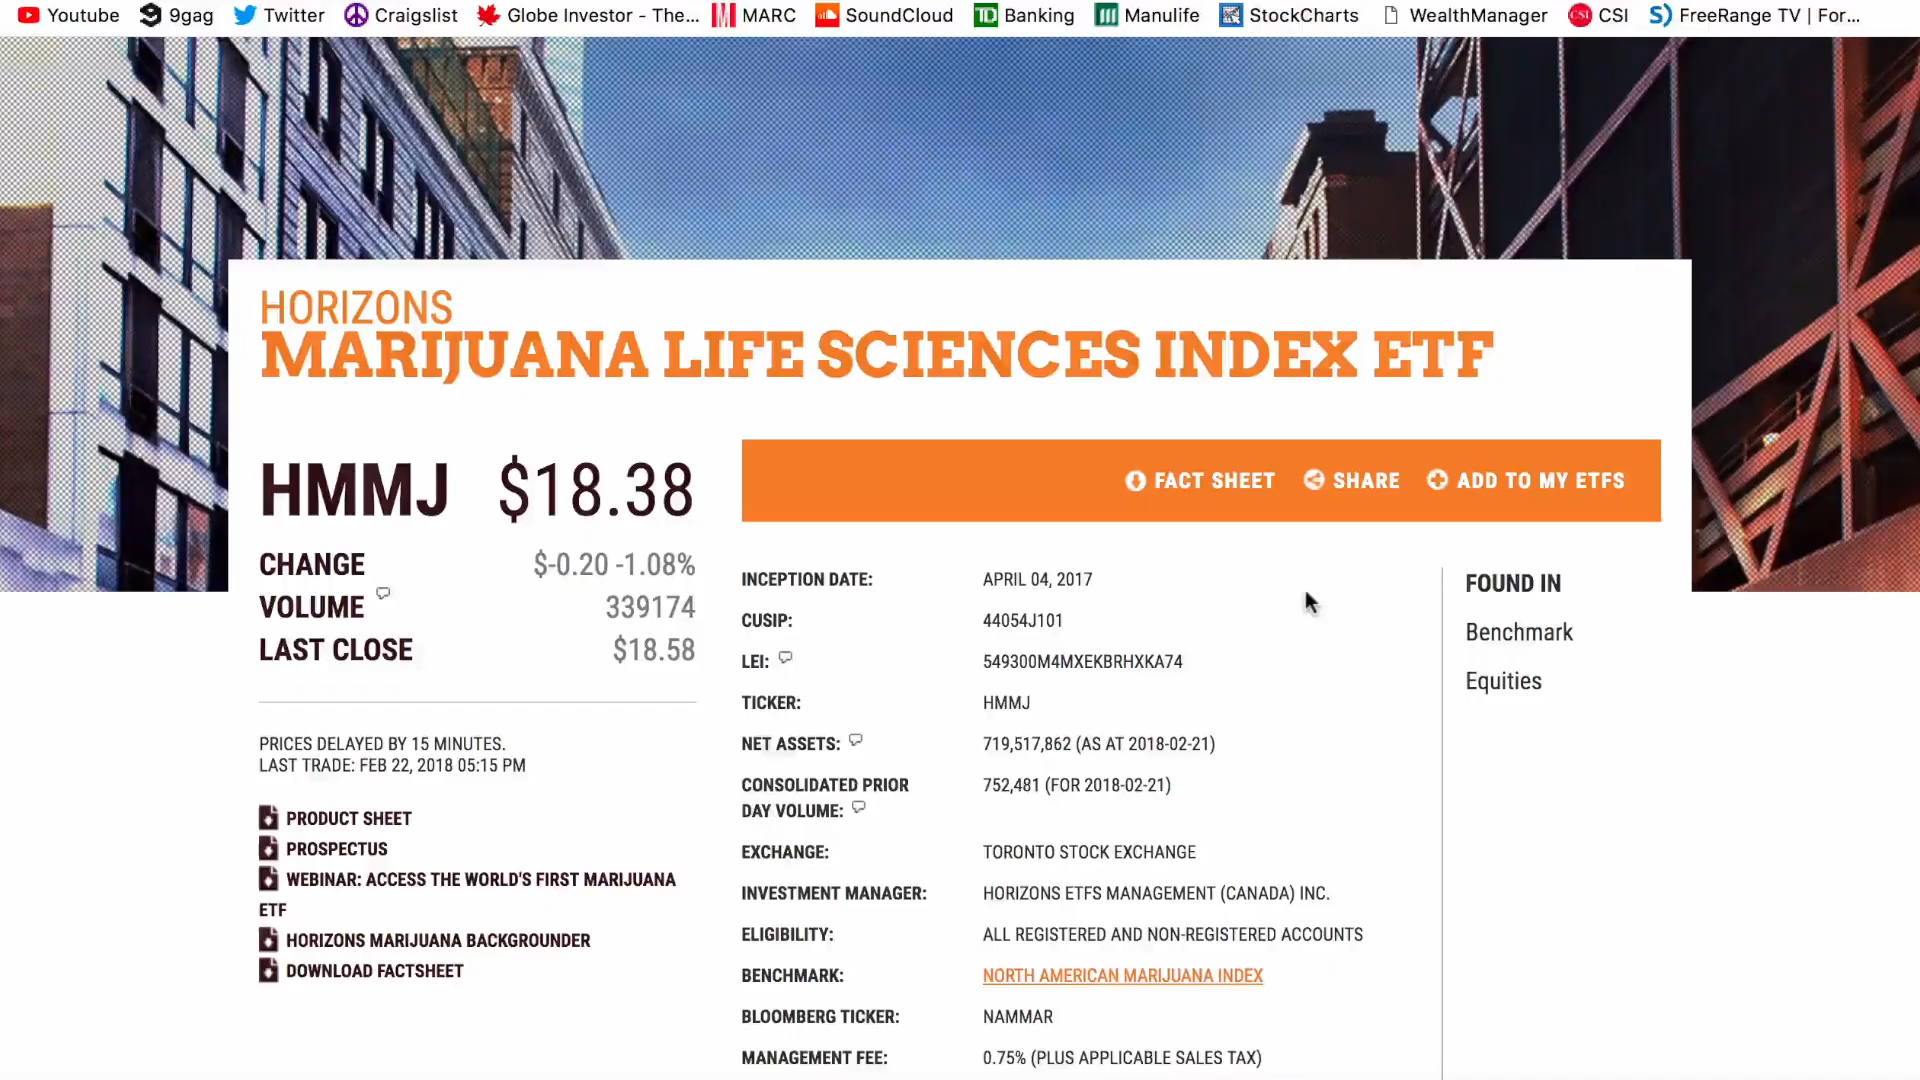 Youtube 9gag Twitter Craigslist Globe Investor - The... MARC SoundCloud TD Banking Manulife StockCharts WealthManager CSI CSI FreeRange TV | For...
HORIZONS
MARIJUANA LIFE SCIENCES INDEX ETF
HMMJ $18.38
CHANGE $-0.20 -1.08%
VOLUME 339174
LAST CLOSE $18.58
PRICES DELAYED BY 15 MINUTES.
LAST TRADE: FEB 22, 2018 05:15 PM
PRODUCT SHEET
PROSPECTUS
WEBINAR: ACCESS THE WORLD'S FIRST MARIJUANA
ETF
HORIZONS MARIJUANA BACKGROUNDER
DOWNLOAD FACTSHEET
FACT SHEET SHARE ADD TO MY ETFS
INCEPTION DATE: APRIL 04, 2017
CUSIP: 44054J101
LEI: 549300M4MXEKBRHXKA74
TICKER: HMMJ
NET ASSETS: 719,517,862 (AS AT 2018-02-21)
CONSOLIDATED PRIOR 752,481 (FOR 2018-02-21)
DAY VOLUME:
EXCHANGE: TORONTO STOCK EXCHANGE
INVESTMENT MANAGER: HORIZONS ETFS MANAGEMENT (CANADA) INC.
ELIGIBILITY: ALL REGISTERED AND NON-REGISTERED ACCOUNTS
BENCHMARK: NORTH AMERICAN MARIJUANA INDEX
BLOOMBERG TICKER: NAMMAR
MANAGEMENT FEE: 0.75% (PLUS APPLICABLE SALES TAX)
FOUND IN
Benchmark
Equities